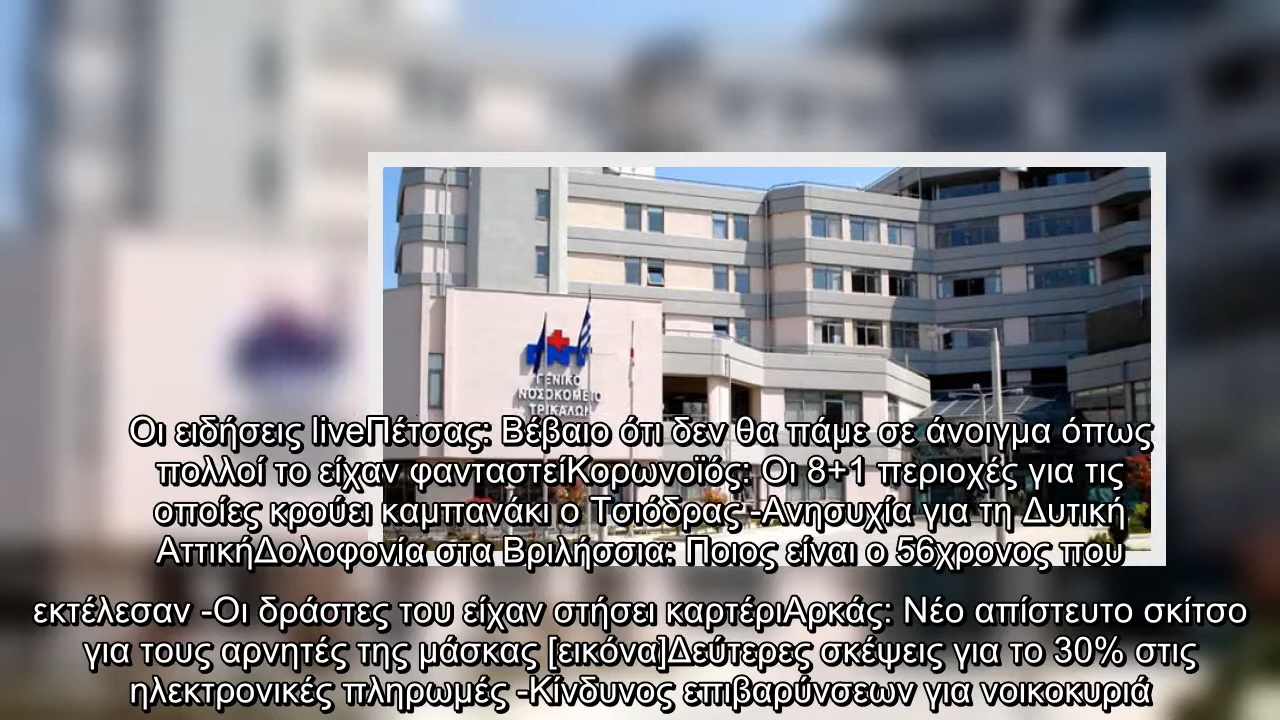 ΓΕΝΙΚΟ
ΝΟΣΟΚΟΜΕΙΟ
ΤΡΙΚΑΛΩΝ
Οι ειδήσεις liveΠέτσας: Βέβαιο ότι δεν θα πάμε σε άνοιγμα όπως
πολλοί το είχαν φανταστείΚορωνοϊός: Οι 8+1 περιοχές για τις
οποίες κρούει καμπανάκι ο Τσιόδρας -Ανησυχία για τη Δυτική
ΑττικήΔολοφονία στα Βριλήσσια: Ποιος είναι ο 56χρονος που
εκτέλεσαν -Οι δράστες του είχαν στήσει καρτέριΑρκάς: Νέο απίστευτο σκίτσο
για τους αρνητές της μάσκας [εικόνα]Δεύτερες σκέψεις για το 30% στις
ηλεκτρονικές πληρωμές -Κίνδυνος επιβαρύνσεων για νοικοκυριά